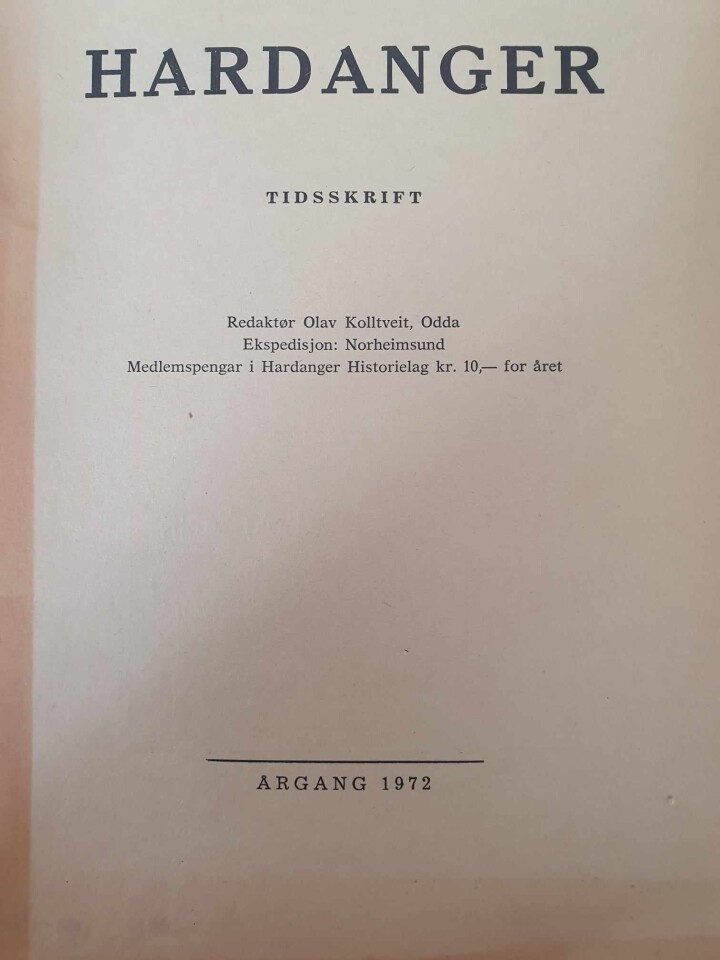 HARDANGER
TIDSSKRIFT
Redaktør Olav Kolltveit, Odda
Ekspedisjon: Norheimsund
Medlemspengar i Hardanger Historielag kr. 10,— for året
ÅRGANG 1972